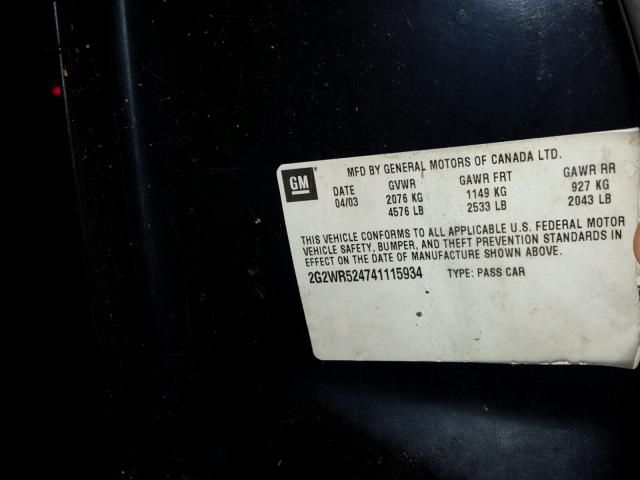 GM
MFD BY GENERAL MOTORS OF CANADA LTD.
DATE GVWR GAWR FRT GAWR RR
04/03 2076 KG 1149 KG 927 KG
4576 LB 2533 LB 2043 LB
THIS VEHICLE CONFORMS TO ALL APPLICABLE U.S. FEDERAL MOTOR
VEHICLE SAFETY, BUMPER, AND THEFT PREVENTION STANDARDS IN
EFFECT ON THE DATE OF MANUFACTURE SHOWN ABOVE.
2G2WR524741115934 TYPE: PASS CAR